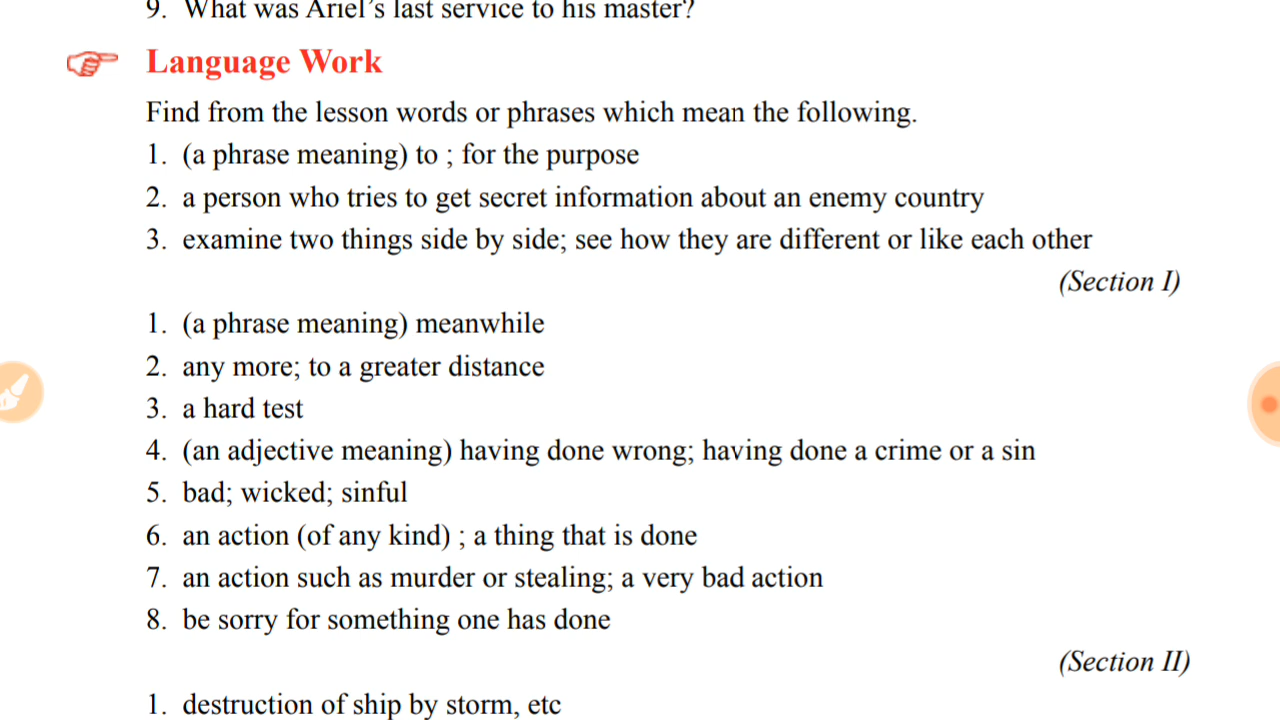 9. What was Ariel's last service to his master?
Language Work
Find from the lesson words or phrases which mean the following.
1. (a phrase meaning) to ; for the purpose
2. a person who tries to get secret information about an enemy country
3. examine two things side by side; see how they are different or like each other
(Section I)
1. (a phrase meaning) meanwhile
2. any more; to a greater distance
3. a hard test
4. (an adjective meaning) having done wrong; having done a crime or a sin
5. bad; wicked; sinful
6. an action (of any kind) ; a thing that is done
7. an action such as murder or stealing; a very bad action
8. be sorry for something one has done
(Section II)
1. destruction of ship by storm, etc